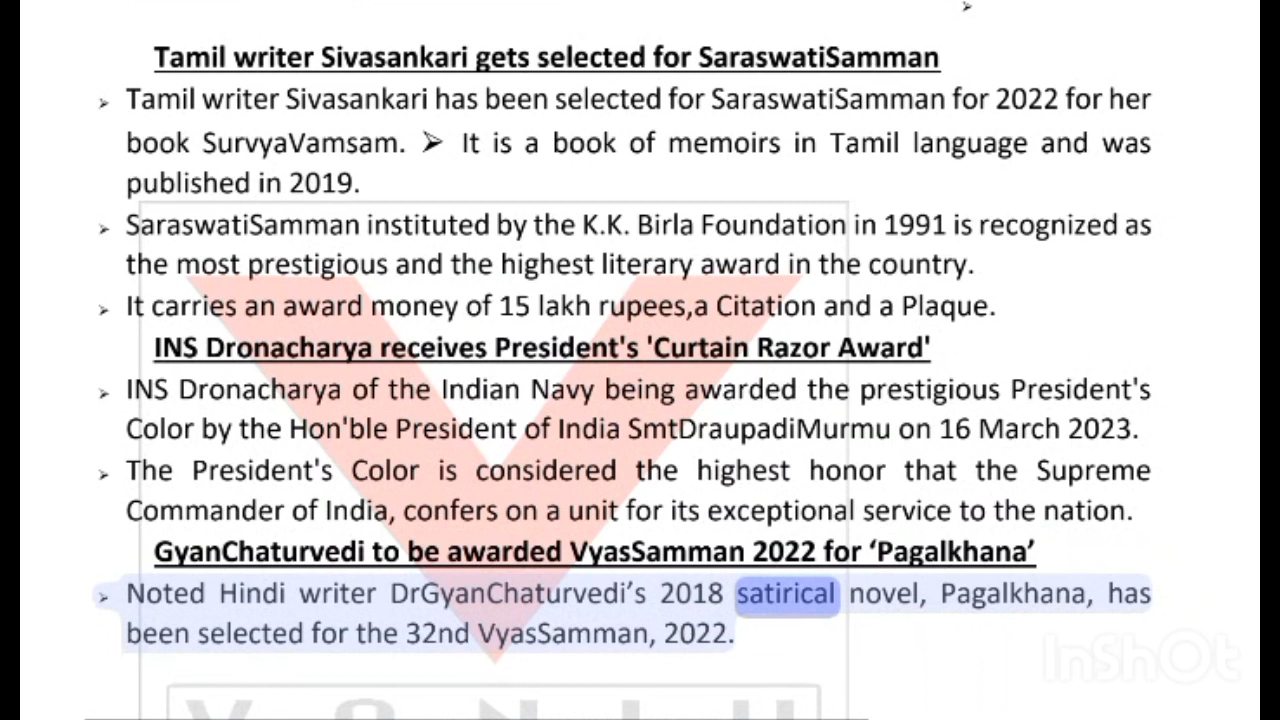 Tamil writer Sivasankari gets selected for SaraswatiSamman
➢ Tamil writer Sivasankari has been selected for SaraswatiSamman for 2022 for her
book SurvyaVamsam. ➢ It is a book of memoirs in Tamil language and was
published in 2019.
➢ SaraswatiSamman instituted by the K.K. Birla Foundation in 1991 is recognized as
the most prestigious and the highest literary award in the country.
➢ It carries an award money of 15 lakh rupees,a Citation and a Plaque.
INS Dronacharya receives President's 'Curtain Razor Award'
➢ INS Dronacharya of the Indian Navy being awarded the prestigious President's
Color by the Hon'ble President of India SmtDraupadiMurmu on 16 March 2023.
➢ The President's Color is considered the highest honor that the Supreme
Commander of India, confers on a unit for its exceptional service to the nation.
GyanChaturvedi to be awarded VyasSamman 2022 for ‘Pagalkhana’
➢ Noted Hindi writer DrGyanChaturvedi’s 2018 satirical novel, Pagalkhana, has
been selected for the 32nd VyasSamman, 2022.
InShOt